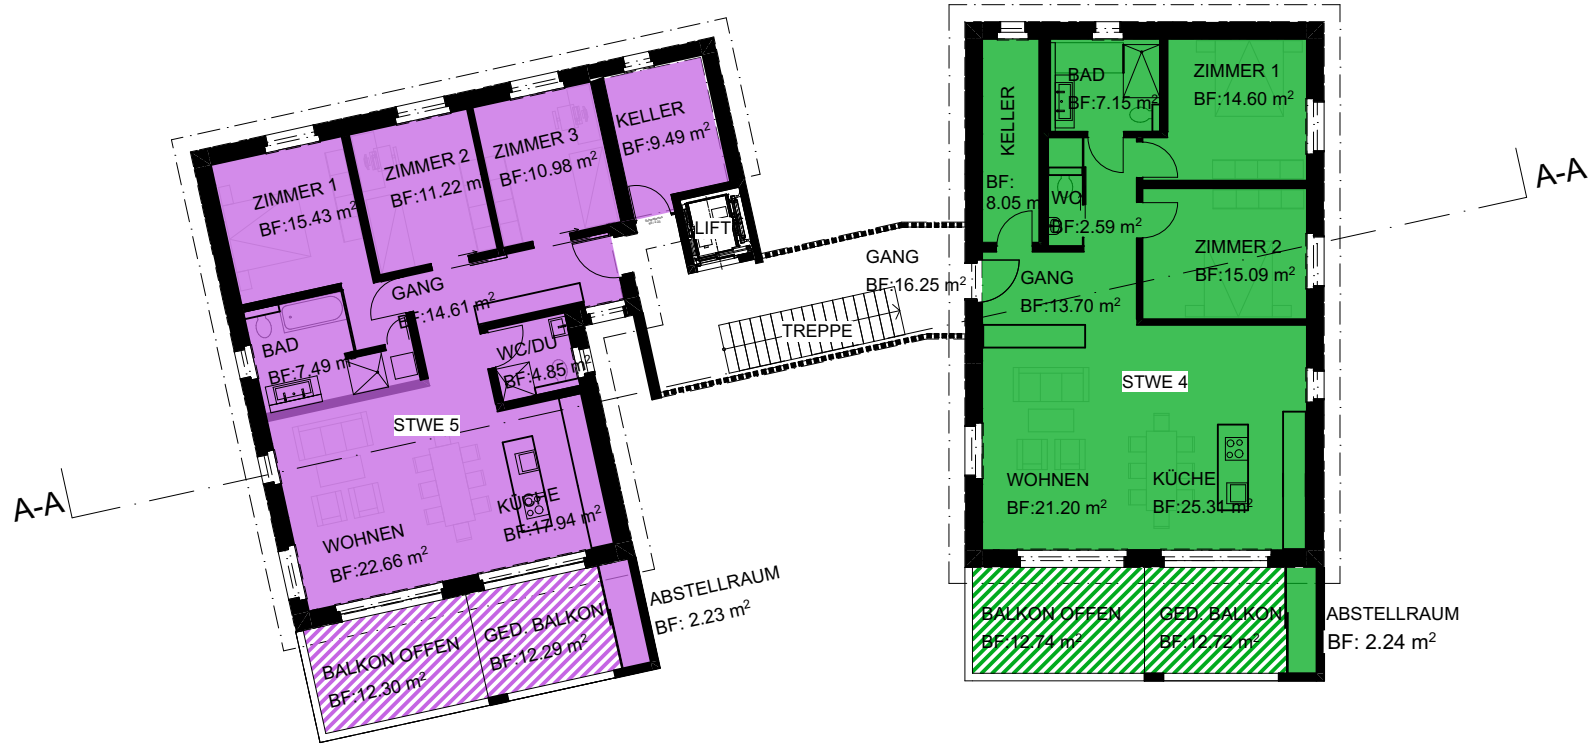 ZIMMER 1
BF:15.43 m²
ZIMMER 2
BF:11.22 m
ZIMMER 3
BF:10.98 m²
KELLER
BF:9.49 m²
LIFT
GANG
BF:14.61 m²
BAD
BF:7.49 m
WC/DU
BF:4.85 m²
STWE 5
WOHNEN
BF:22.66 m²
KÜCHE
BF:17.94 m²
BALKON OFFEN
BF:12.30 m²
GED. BALKON
BF:12.29 m²
ABSTELLRAUM
BF: 2.23 m²
A-A
GANG
BF:16.25 m²
TREPPE
KELLER
BF:
8.05 m
BAD
BF:7.15 m²
ZIMMER 1
BF:14.60 m²
WC
BF:2.59 m²
ZIMMER 2
BF:15.09 m²
GANG
BF:13.70 m²
STWE 4
WOHNEN
BF:21.20 m²
KÜCHE
BF:25.31 m²
BALKON OFFEN
BF:12.74 m²
GED. BALKON
BF:12.72 m²
ABSTELLRAUM
BF: 2.24 m²
A-A